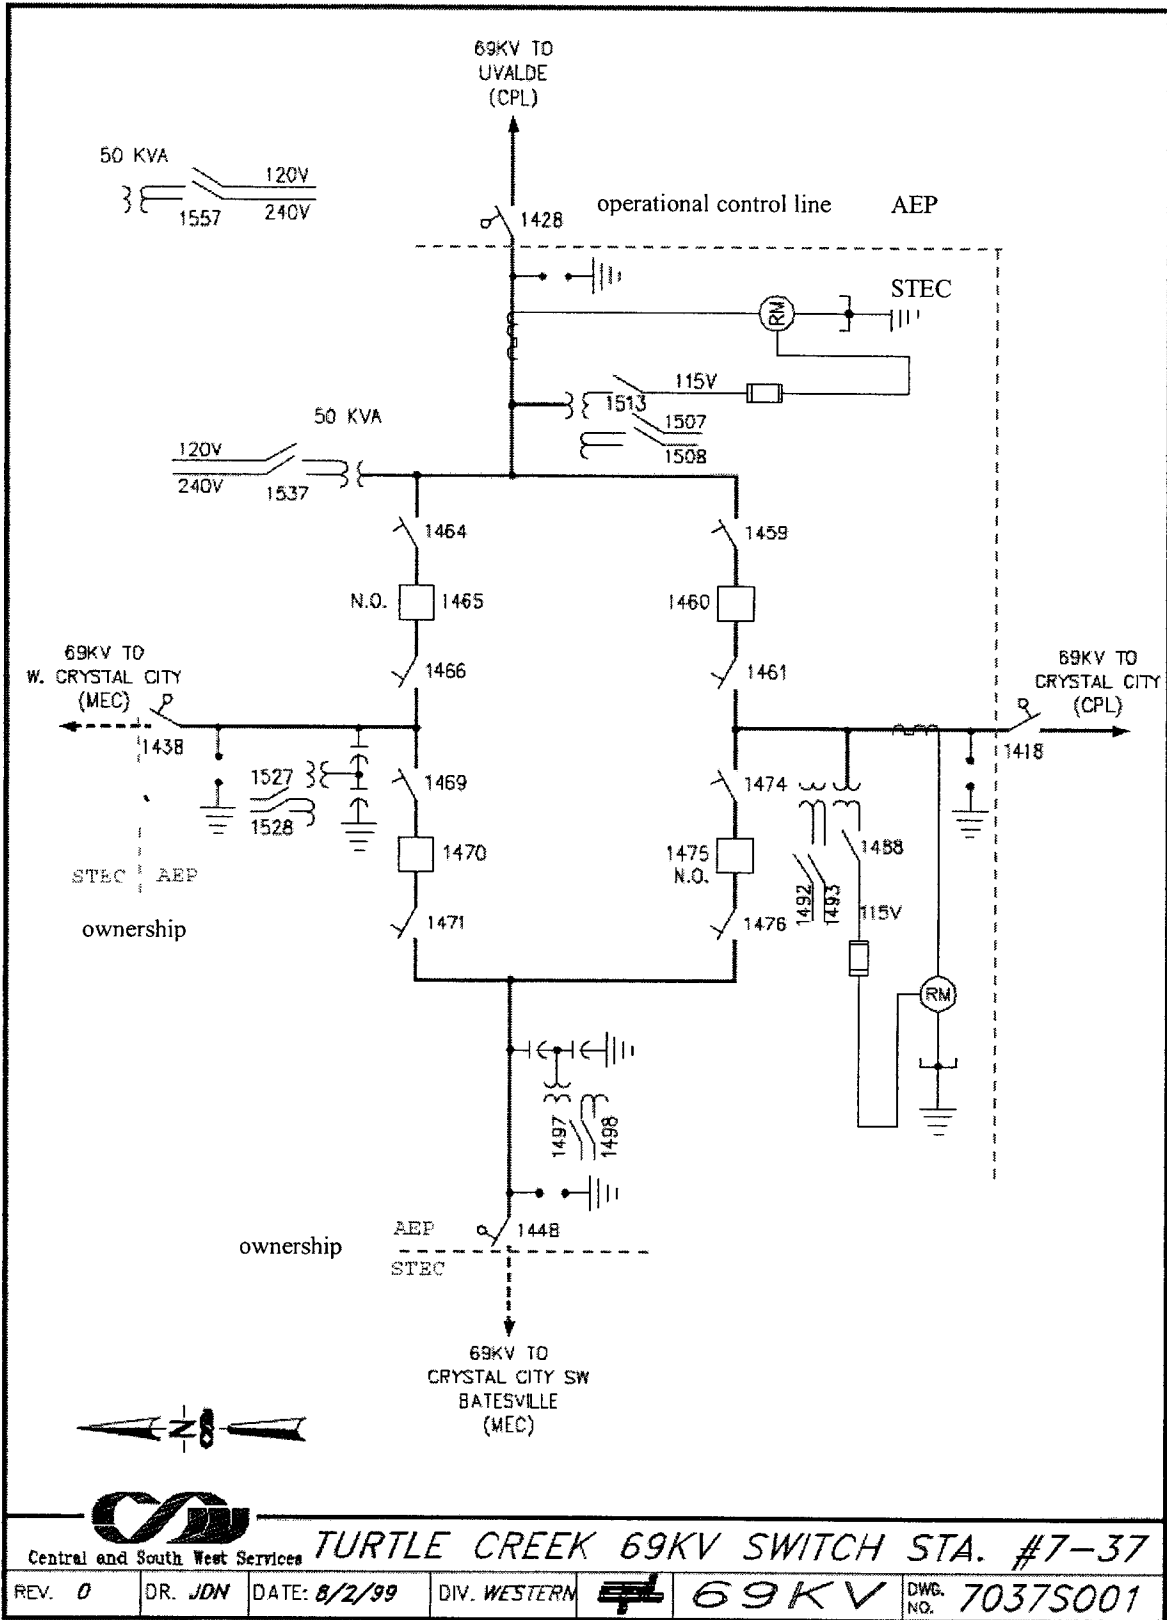 69KV TO
UVALDE
(CPL)
50 KVA
120V
240V
1557
1428
operational control line
AEP
STEC
RM
115V
1513
1507
1508
50 KVA
120V
240V
1537
1464
1459
N.O.
1465
1460
1466
1461
69KV TO
W. CRYSTAL CITY
(MEC)
1438
69KV TO
CRYSTAL CITY
(CPL)
1418
1527
1528
1469
1474
1470
1475
N.O.
1488
1492
1493
115V
STEC
AEP
ownership
1471
1476
RM
1497
1498
1448
ownership
AEP
STEC
69KV TO
CRYSTAL CITY SW
BATESVILLE
(MEC)
N
Central and South West Services
TURTLE CREEK 69KV SWITCH STA. #7-37
REV. 0
DR. JDN
DATE: 8/2/99
DIV. WESTERN
69KV
DWG. NO. 7037S001